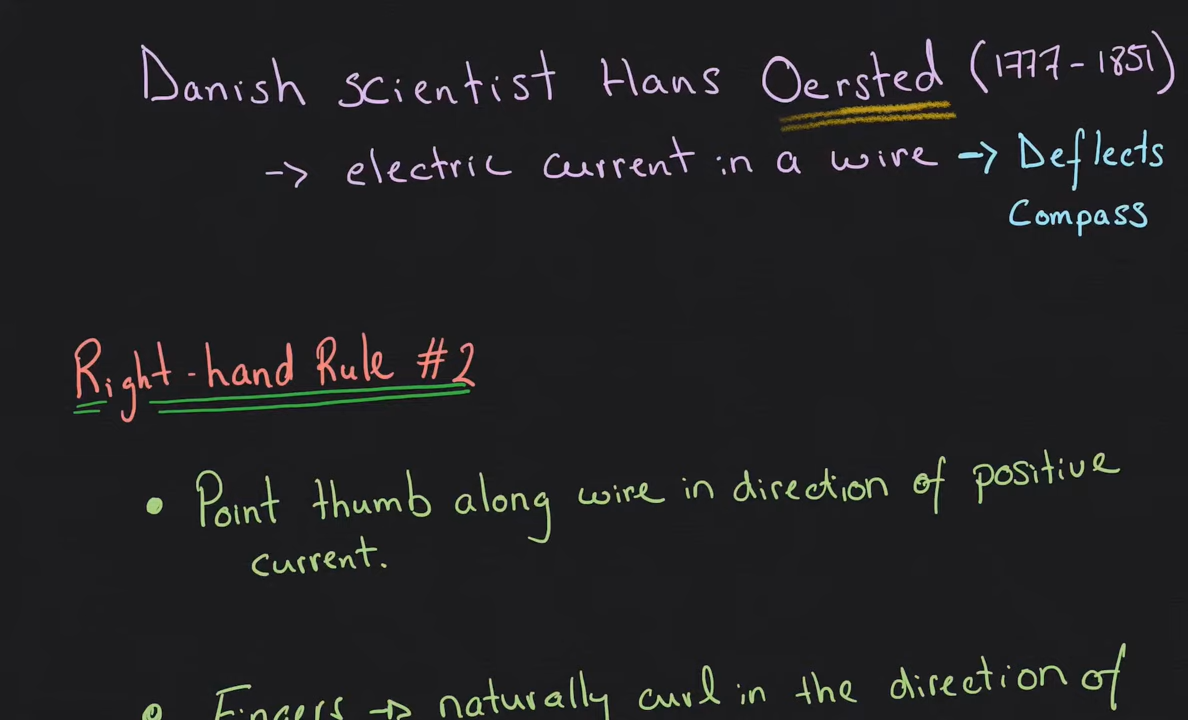 Danish scientist Hans Oersted (1777-1851)
→ electric current in a wire → Deflects
Compass
Right-hand Rule #2
• Point thumb along wire in direction of positive
current.
• Fingers → naturally curl in the direction of